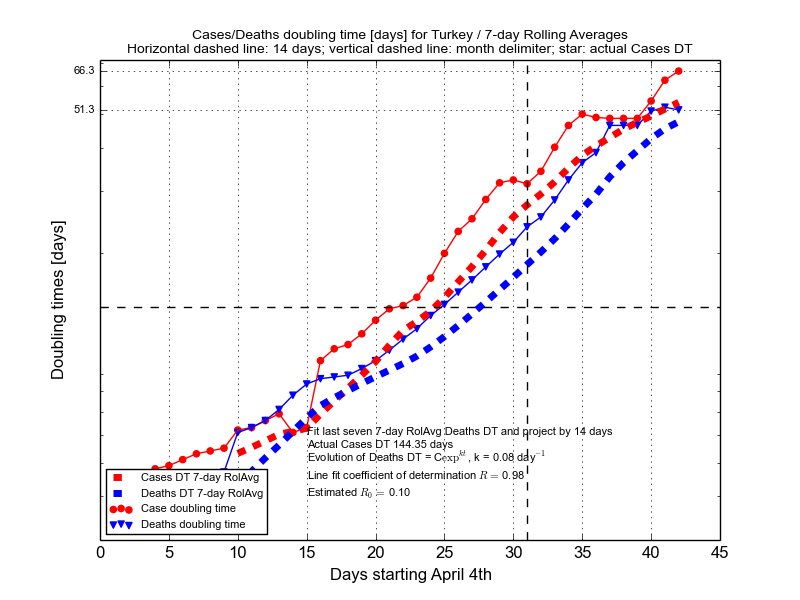 Cases/Deaths doubling time [days] for Turkey / 7-day Rolling Averages
Horizontal dashed line: 14 days; vertical dashed line: month delimiter; star: actual Cases DT
66.3
51.3
Doubling times [days]
Fit last seven 7-day RolAvg Deaths DT and project by 14 days
Actual Cases DT 144.35 days
Evolution of Deaths DT = Cexp^{kt}, k = 0.08 day^{-1}
Line fit coefficient of determination R = 0.98
Estimated R_0 = 0.10
Cases DT 7-day RolAvg
Deaths DT 7-day RolAvg
Case doubling time
Deaths doubling time
0 5 10 15 20 25 30 35 40 45
Days starting April 4th